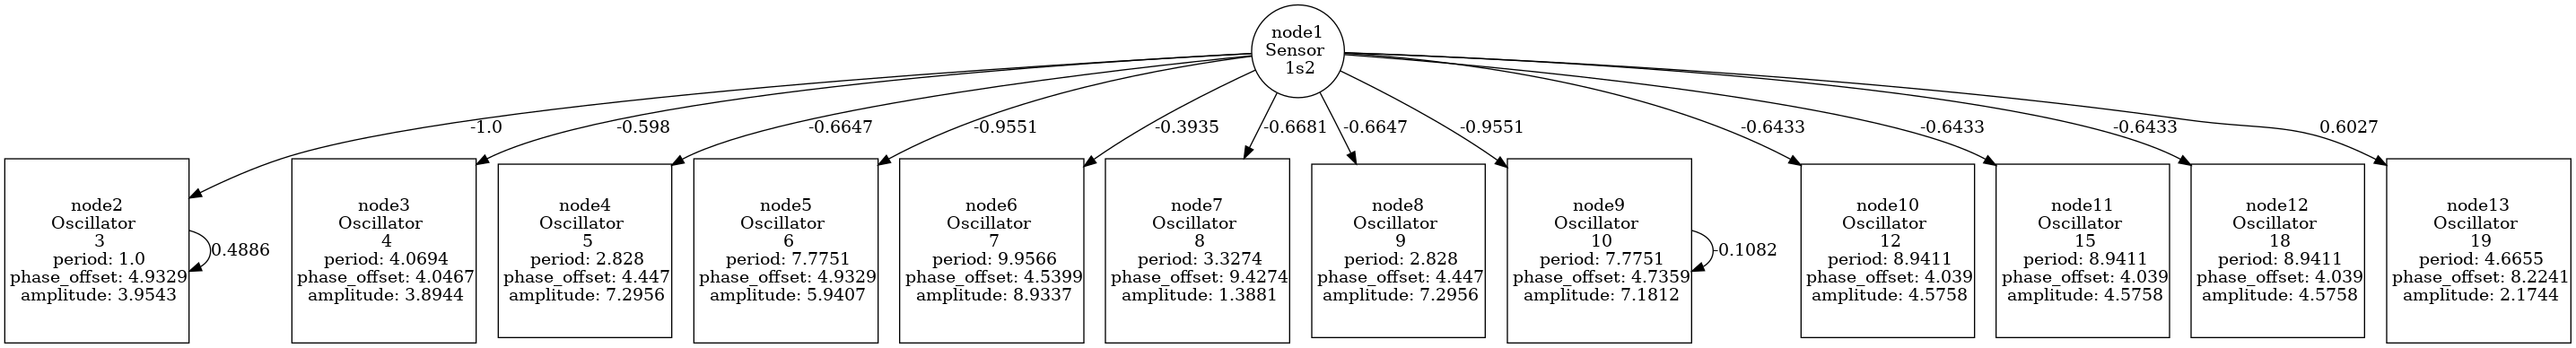 node1
Sensor
1s2
-1.0
-0.598
-0.6647
-0.9551
-0.3935
-0.6681
-0.6647
-0.9551
-0.6433
-0.6433
-0.6433
0.6027
node2
Oscillator
3
period: 1.0
phase_offset: 4.9329
amplitude: 3.9543
0.4886
node3
Oscillator
4
period: 4.0694
phase_offset: 4.0467
amplitude: 3.8944
node4
Oscillator
5
period: 2.828
phase_offset: 4.447
amplitude: 7.2956
node5
Oscillator
6
period: 7.7751
phase_offset: 4.9329
amplitude: 5.9407
node6
Oscillator
7
period: 9.9566
phase_offset: 4.5399
amplitude: 8.9337
node7
Oscillator
8
period: 3.3274
phase_offset: 9.4274
amplitude: 1.3881
node8
Oscillator
9
period: 2.828
phase_offset: 4.447
amplitude: 7.2956
node9
Oscillator
10
period: 7.7751
phase_offset: 4.7359
amplitude: 7.1812
-0.1082
node10
Oscillator
12
period: 8.9411
phase_offset: 4.039
amplitude: 4.5758
node11
Oscillator
15
period: 8.9411
phase_offset: 4.039
amplitude: 4.5758
node12
Oscillator
18
period: 8.9411
phase_offset: 4.039
amplitude: 4.5758
node13
Oscillator
19
period: 4.6655
phase_offset: 8.2241
amplitude: 2.1744